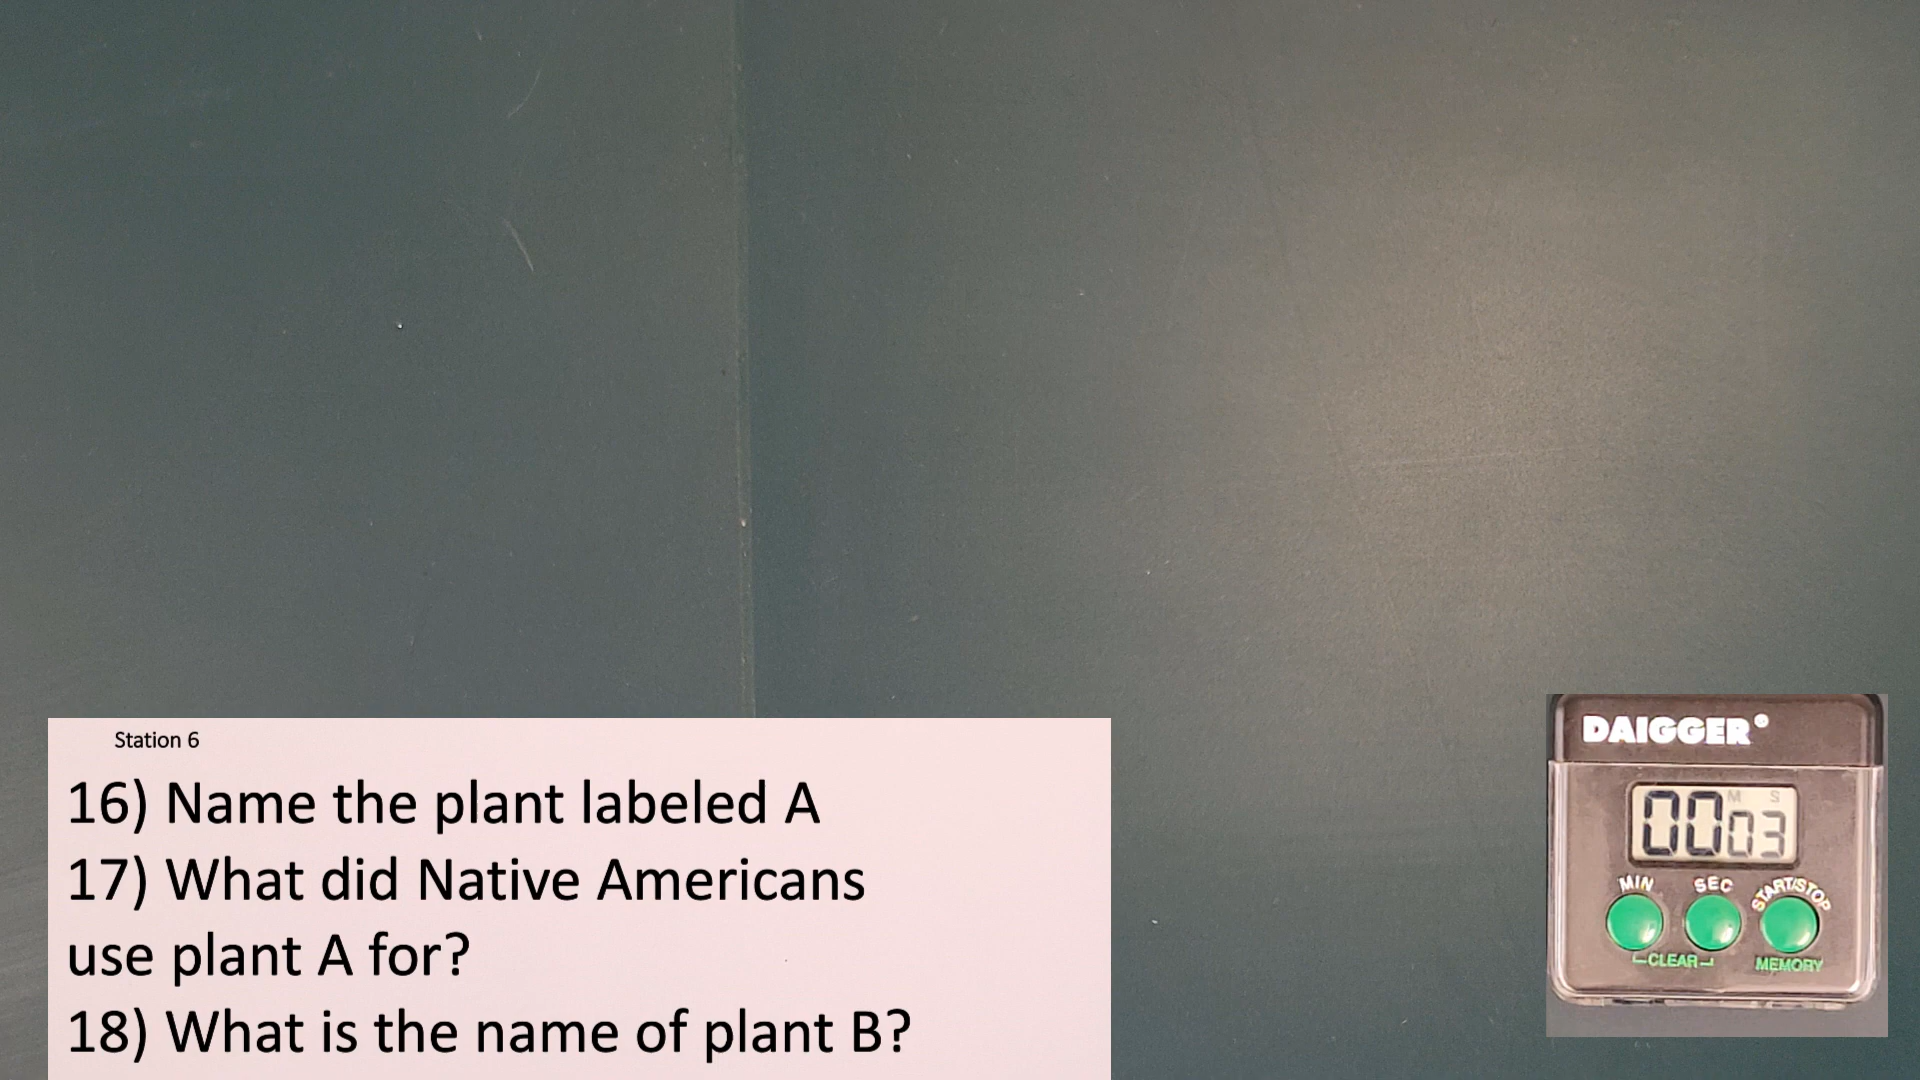 Station 6
16) Name the plant labeled A
17) What did Native Americans
use plant A for?
18) What is the name of plant B?
DAIGGER®
M S
00 03
MIN SEC START/STOP
CLEAR MEMORY